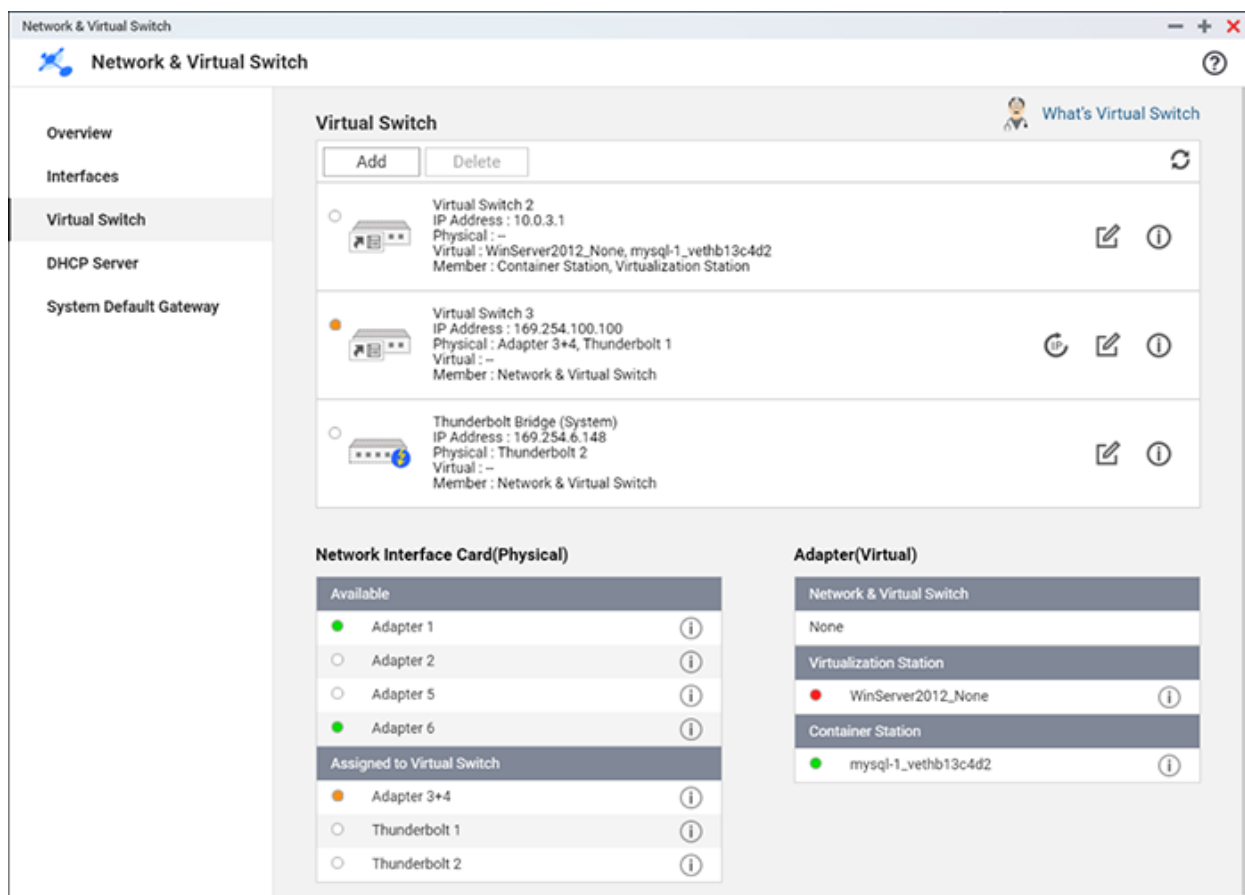 Network & Virtual Switch
Network & Virtual Switch
Overview
Interfaces
Virtual Switch
DHCP Server
System Default Gateway
Virtual Switch
What's Virtual Switch
Add
Delete
Virtual Switch 2
IP Address : 10.0.3.1
Physical : --
Virtual : WinServer2012_None, mysql-1_vethb13c4d2
Member : Container Station, Virtualization Station
Virtual Switch 3
IP Address : 169.254.100.100
Physical : Adapter 3+4, Thunderbolt 1
Virtual : --
Member : Network & Virtual Switch
IP
Thunderbolt Bridge (System)
IP Address : 169.254.6.148
Physical : Thunderbolt 2
Virtual : --
Member : Network & Virtual Switch
Network Interface Card(Physical)
Available
Adapter 1
Adapter 2
Adapter 5
Adapter 6
Assigned to Virtual Switch
Adapter 3+4
Thunderbolt 1
Thunderbolt 2
Adapter(Virtual)
Network & Virtual Switch
None
Virtualization Station
WinServer2012_None
Container Station
mysql-1_vethb13c4d2